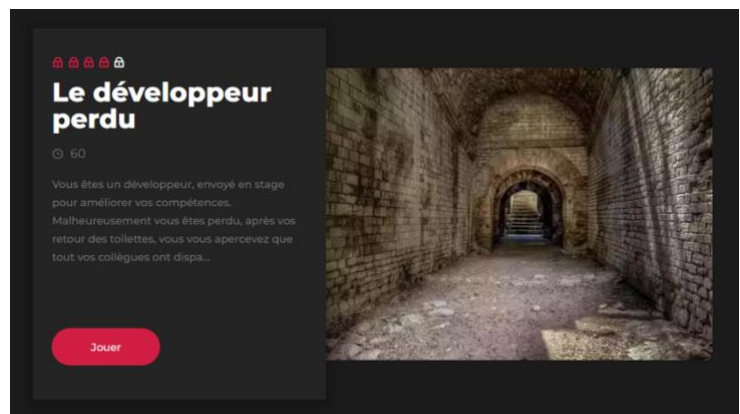 Le développeur
perdu
60
Vous êtes un développeur, envoyé en stage
pour améliorer vos compétences.
Malheureusement vous êtes perdu, après vos
retour des toilettes, vous vous apercevez que
tout vos collègues ont dispa...
Jouer